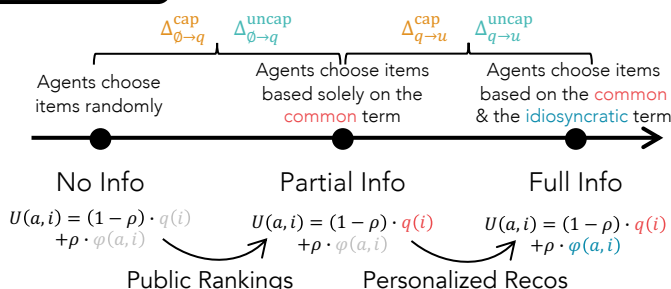 Δ^cap_∅→q Δ^uncap_∅→q Δ^cap_q→u Δ^uncap_q→u
Agents choose
items randomly
Agents choose items
based solely on the
common term
Agents choose items
based on the common
& the idiosyncratic term
No Info
Partial Info
Full Info
U(a, i) = (1 − ρ) · q(i)
+ρ · φ(a, i)
U(a, i) = (1 − ρ) · q(i)
+ρ · φ(a, i)
U(a, i) = (1 − ρ) · q(i)
+ρ · φ(a, i)
Public Rankings
Personalized Recos